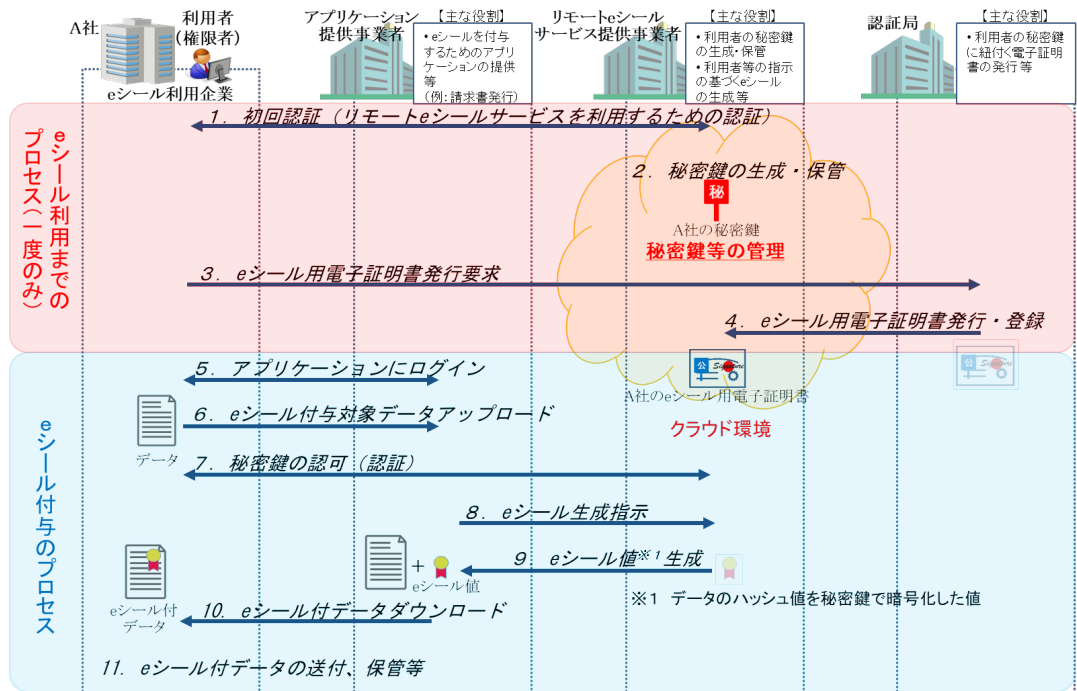 A社
利用者
(権限者)
eシール利用企業
アプリケーション
提供事業者
【主な役割】
・eシールを付与
するためのアプリ
ケーションの提供
等
(例:請求書発行)
リモートeシール
サービス提供事業者
【主な役割】
・利用者の秘密鍵
の生成・保管
・利用者等の指示
の基づくeシール
の生成等
認証局
【主な役割】
・利用者の秘密鍵
に紐付く電子証明
書の発行等
eシール利用までの
プロセス(一度のみ)
1. 初回認証(リモートeシールサービスを利用するための認証)
2. 秘密鍵の生成・保管
秘
A社の秘密鍵
秘密鍵等の管理
3. eシール用電子証明書発行要求
4. eシール用電子証明書発行・登録
eシール付与のプロセス
5. アプリケーションにログイン
公
Signature
公
Signature
A社のeシール用電子証明書
クラウド環境
6. eシール付与対象データアップロード
データ
7. 秘密鍵の認可(認証)
8. eシール生成指示
9. eシール値※1生成
+
eシール値
※1 データのハッシュ値を秘密鍵で暗号化した値
eシール付
データ
10. eシール付データダウンロード
11. eシール付データの送付、保管等